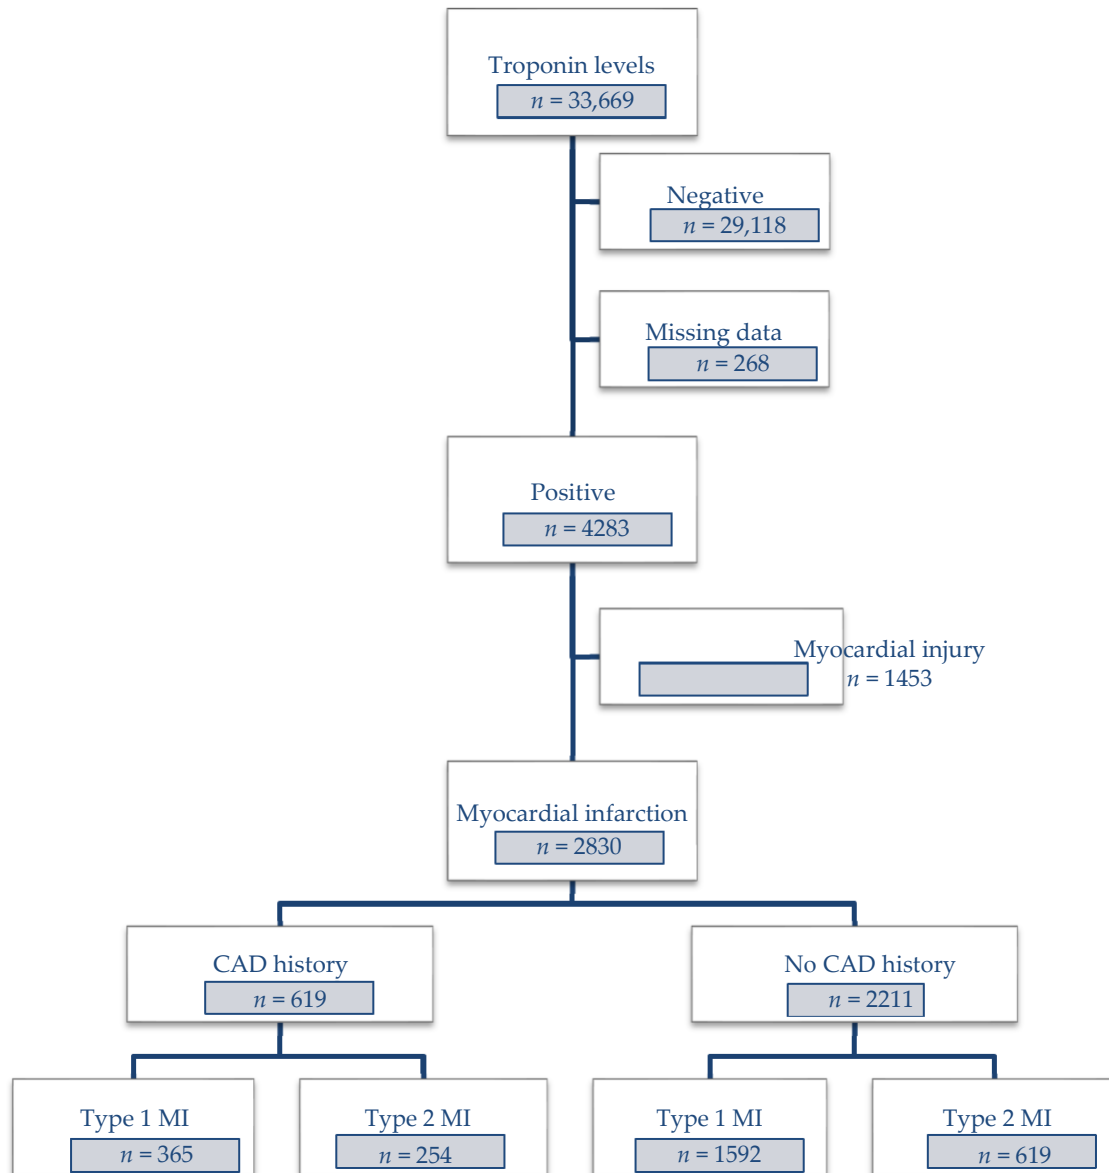 Troponin levels
n = 33,669
Negative
n = 29,118
Missing data
n = 268
Positive
n = 4283
Myocardial injury
n = 1453
Myocardial infarction
n = 2830
CAD history
n = 619
No CAD history
n = 2211
Type 1 MI
n = 365
Type 2 MI
n = 254
Type 1 MI
n = 1592
Type 2 MI
n = 619